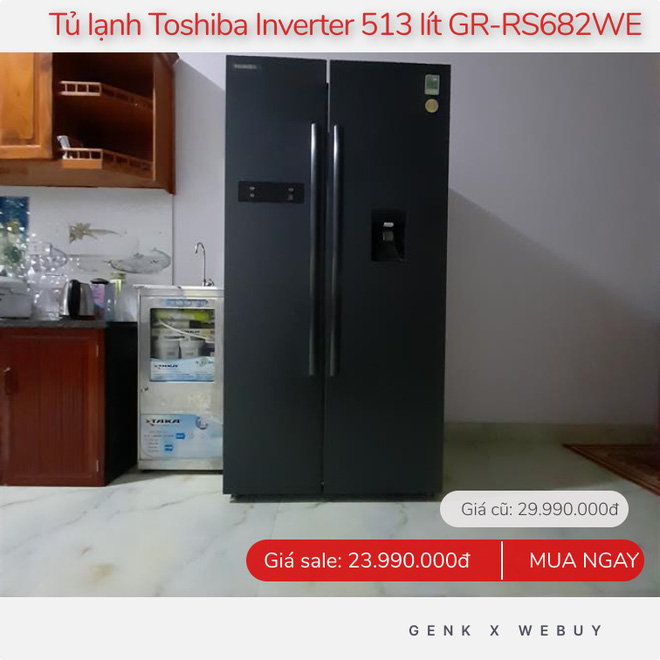 Tủ lạnh Toshiba Inverter 513 lít GR-RS682WE
TAKA
Giá cũ: 29.990.000đ
Giá sale: 23.990.000đ
MUA NGAY
GENK X WEBUY